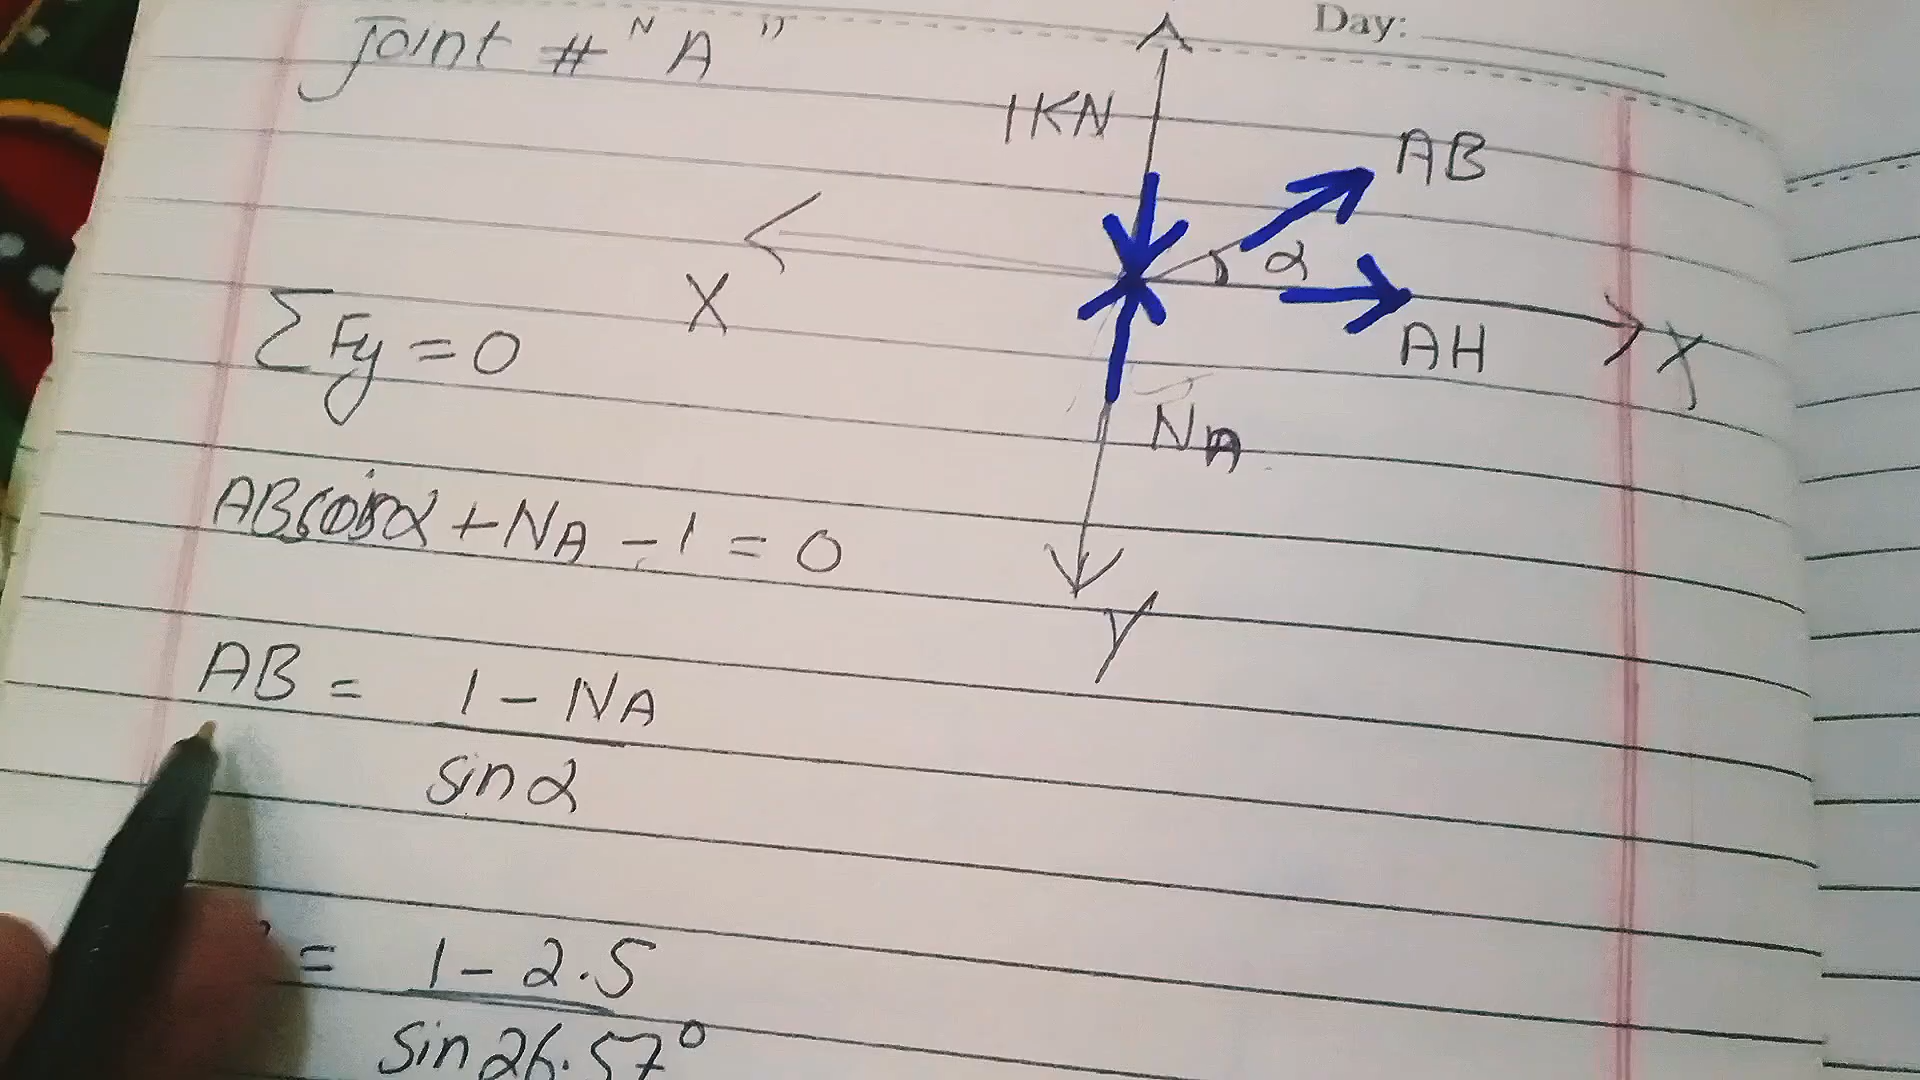 Day:
Joint # "A"
1KN
AB
α
X
X
AH
ΣFy = 0
NA
ABsinα + NA - 1 = 0
Y
AB = 1 - NA
sin α
= 1 - 2.5
sin 26.57°